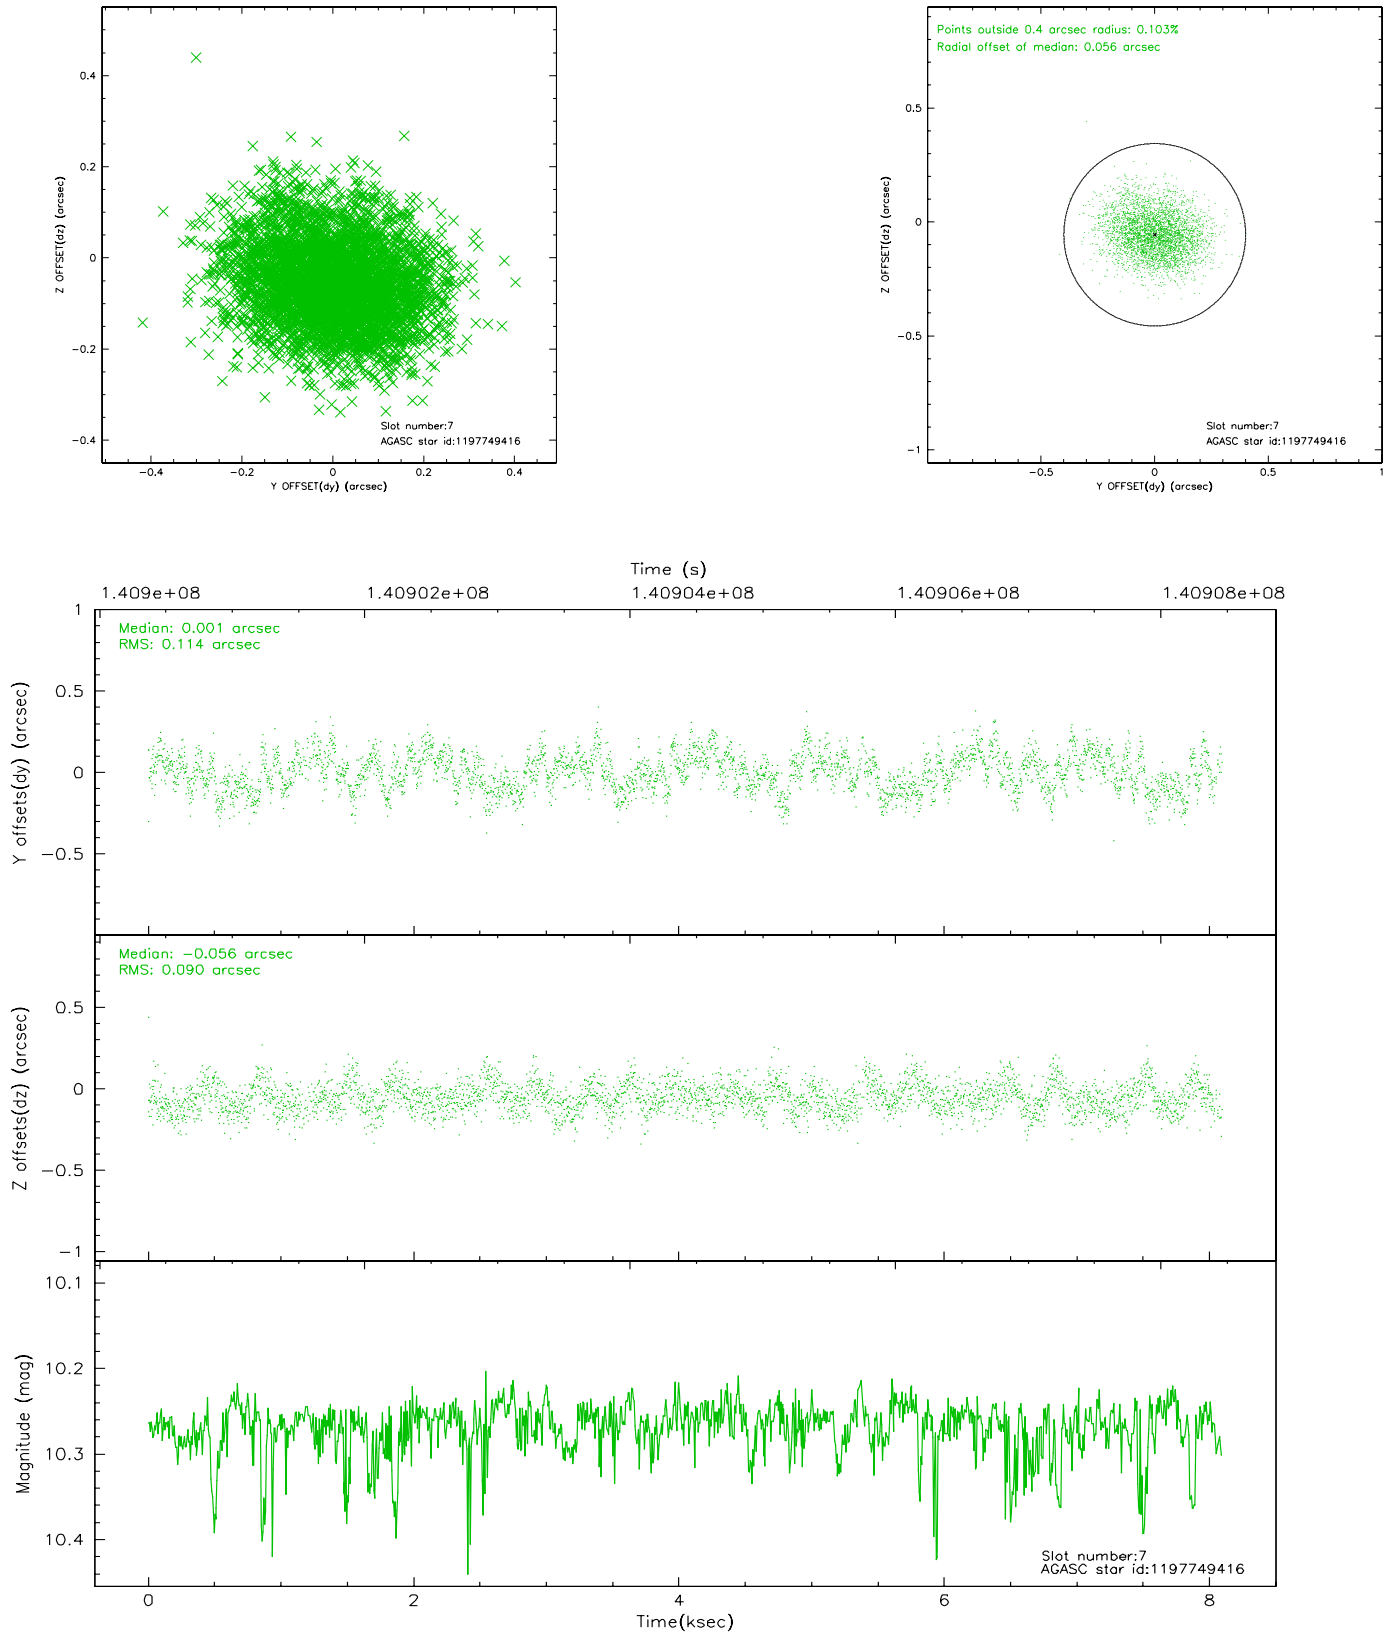 0.4
0.2
0
−0.2
−0.4
Z OFFSET(dz) (arcsec)
Slot number:7
AGASC star id:1197749416
−0.4
−0.2
0
0.2
0.4
Y OFFSET(dy) (arcsec)
Points outside 0.4 arcsec radius: 0.103%
Radial offset of median: 0.056 arcsec
0.5
0
−0.5
−1
Z OFFSET(dz) (arcsec)
Slot number:7
AGASC star id:1197749416
−0.5
0
0.5
1
Y OFFSET(dy) (arcsec)
Time (s)
1.409e+08
1.40902e+08
1.40904e+08
1.40906e+08
1.40908e+08
Median: 0.001 arcsec
RMS: 0.114 arcsec
1
0.5
0
−0.5
Y offsets(dy) (arcsec)
Median: −0.056 arcsec
RMS: 0.090 arcsec
0.5
0
−0.5
−1
Z offsets(dz) (arcsec)
10.1
10.2
10.3
10.4
Magnitude (mag)
Slot number:7
AGASC star id:1197749416
0
2
4
6
8
Time(ksec)